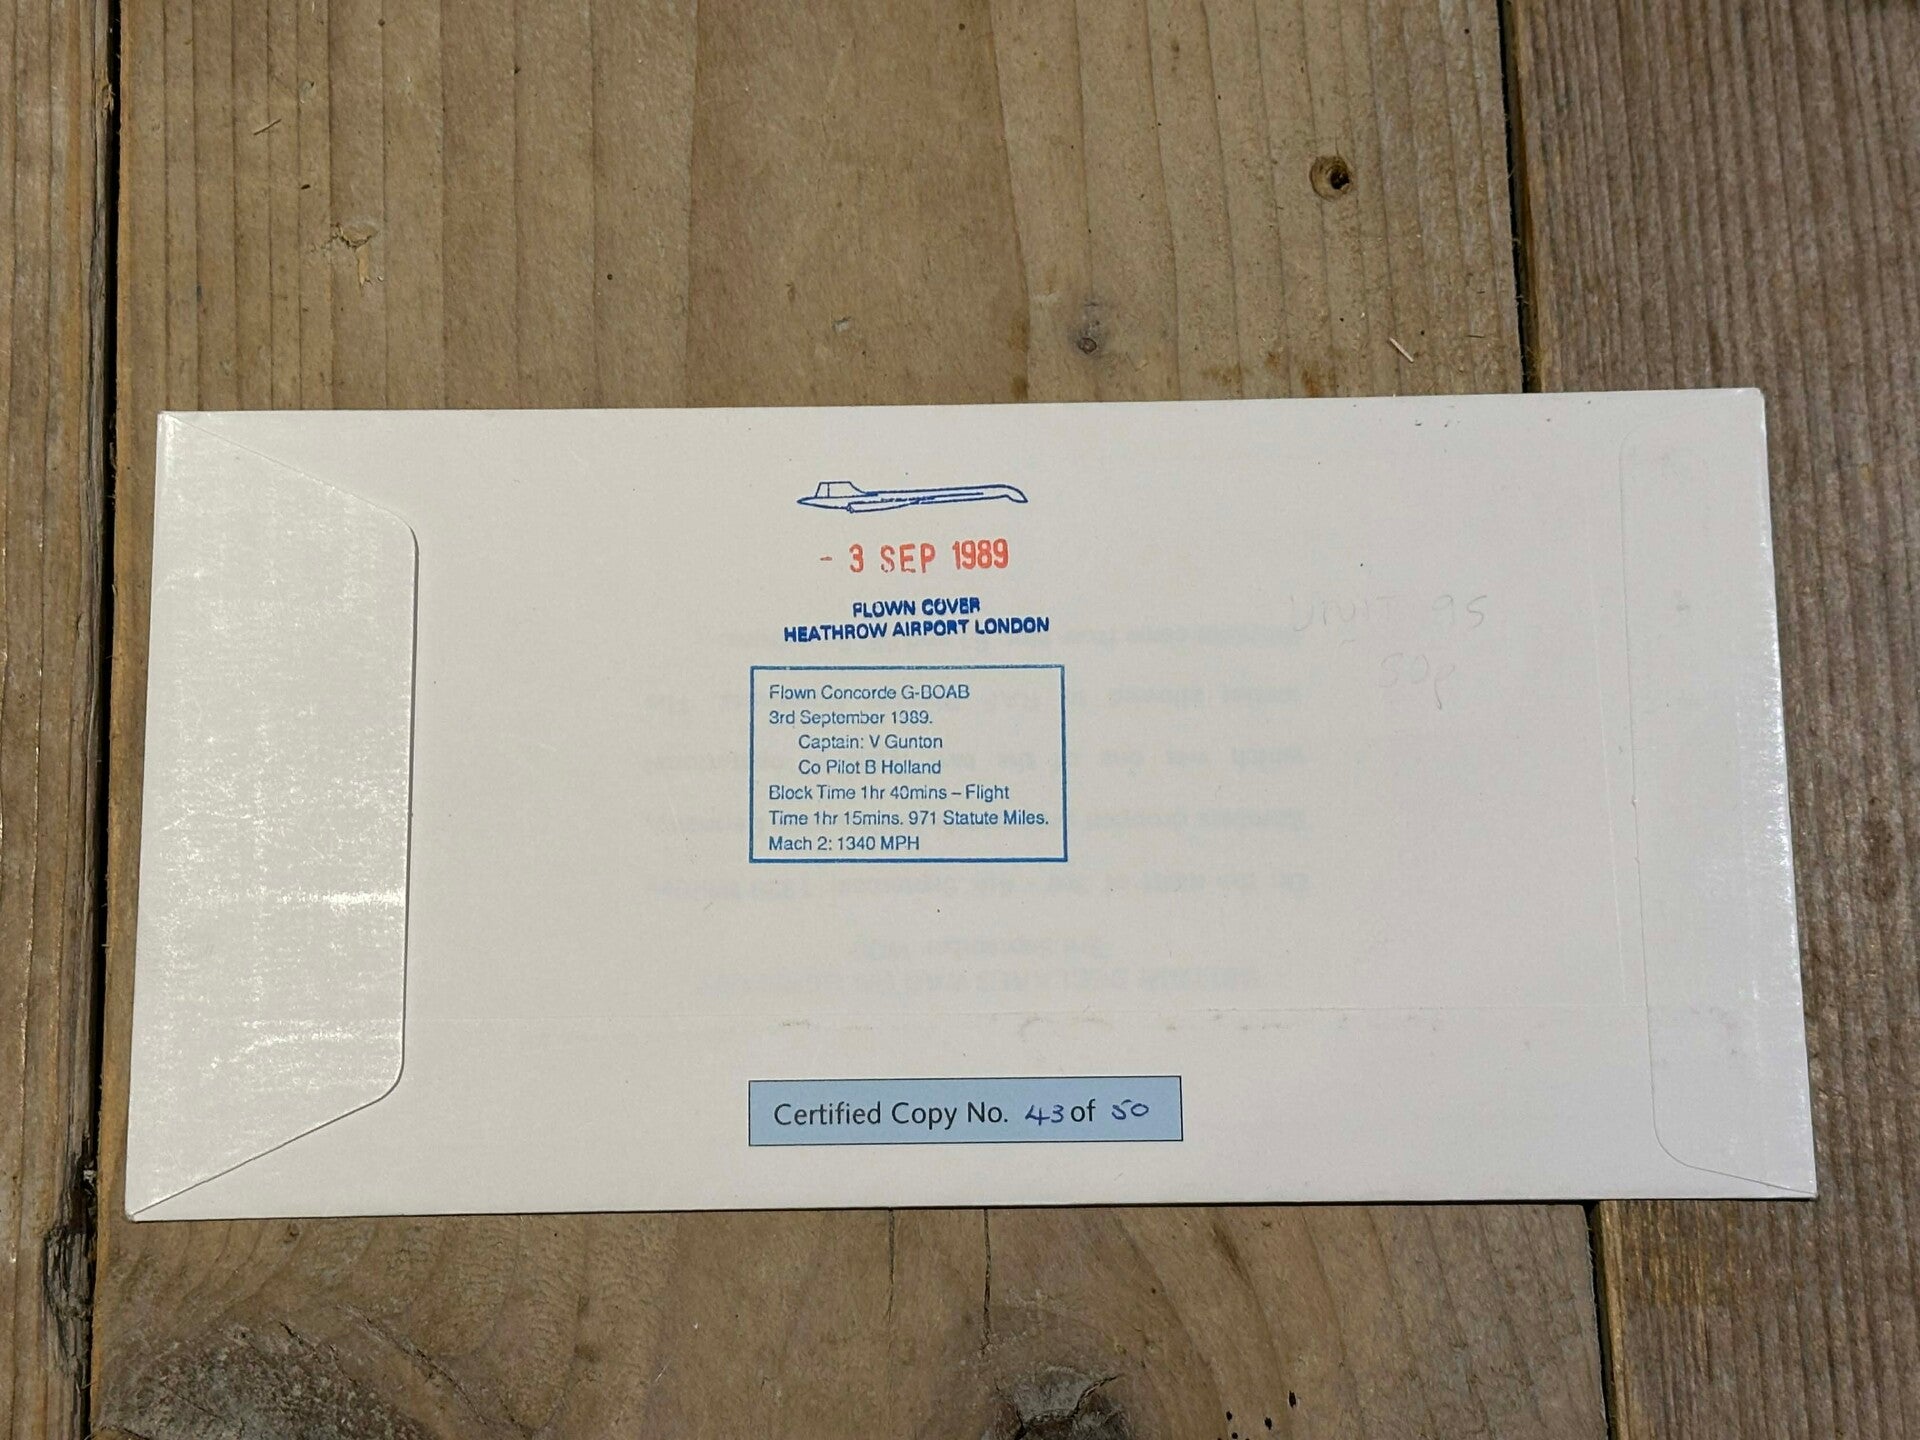 - 3 SEP 1989
FLOWN COVER
HEATHROW AIRPORT LONDON
Flown Concorde G-BOAB
3rd September 1989.
Captain: V Gunton
Co Pilot B Holland
Block Time 1hr 40mins – Flight
Time 1hr 15mins. 971 Statute Miles.
Mach 2: 1340 MPH
50p
Certified Copy No. 43 of 50